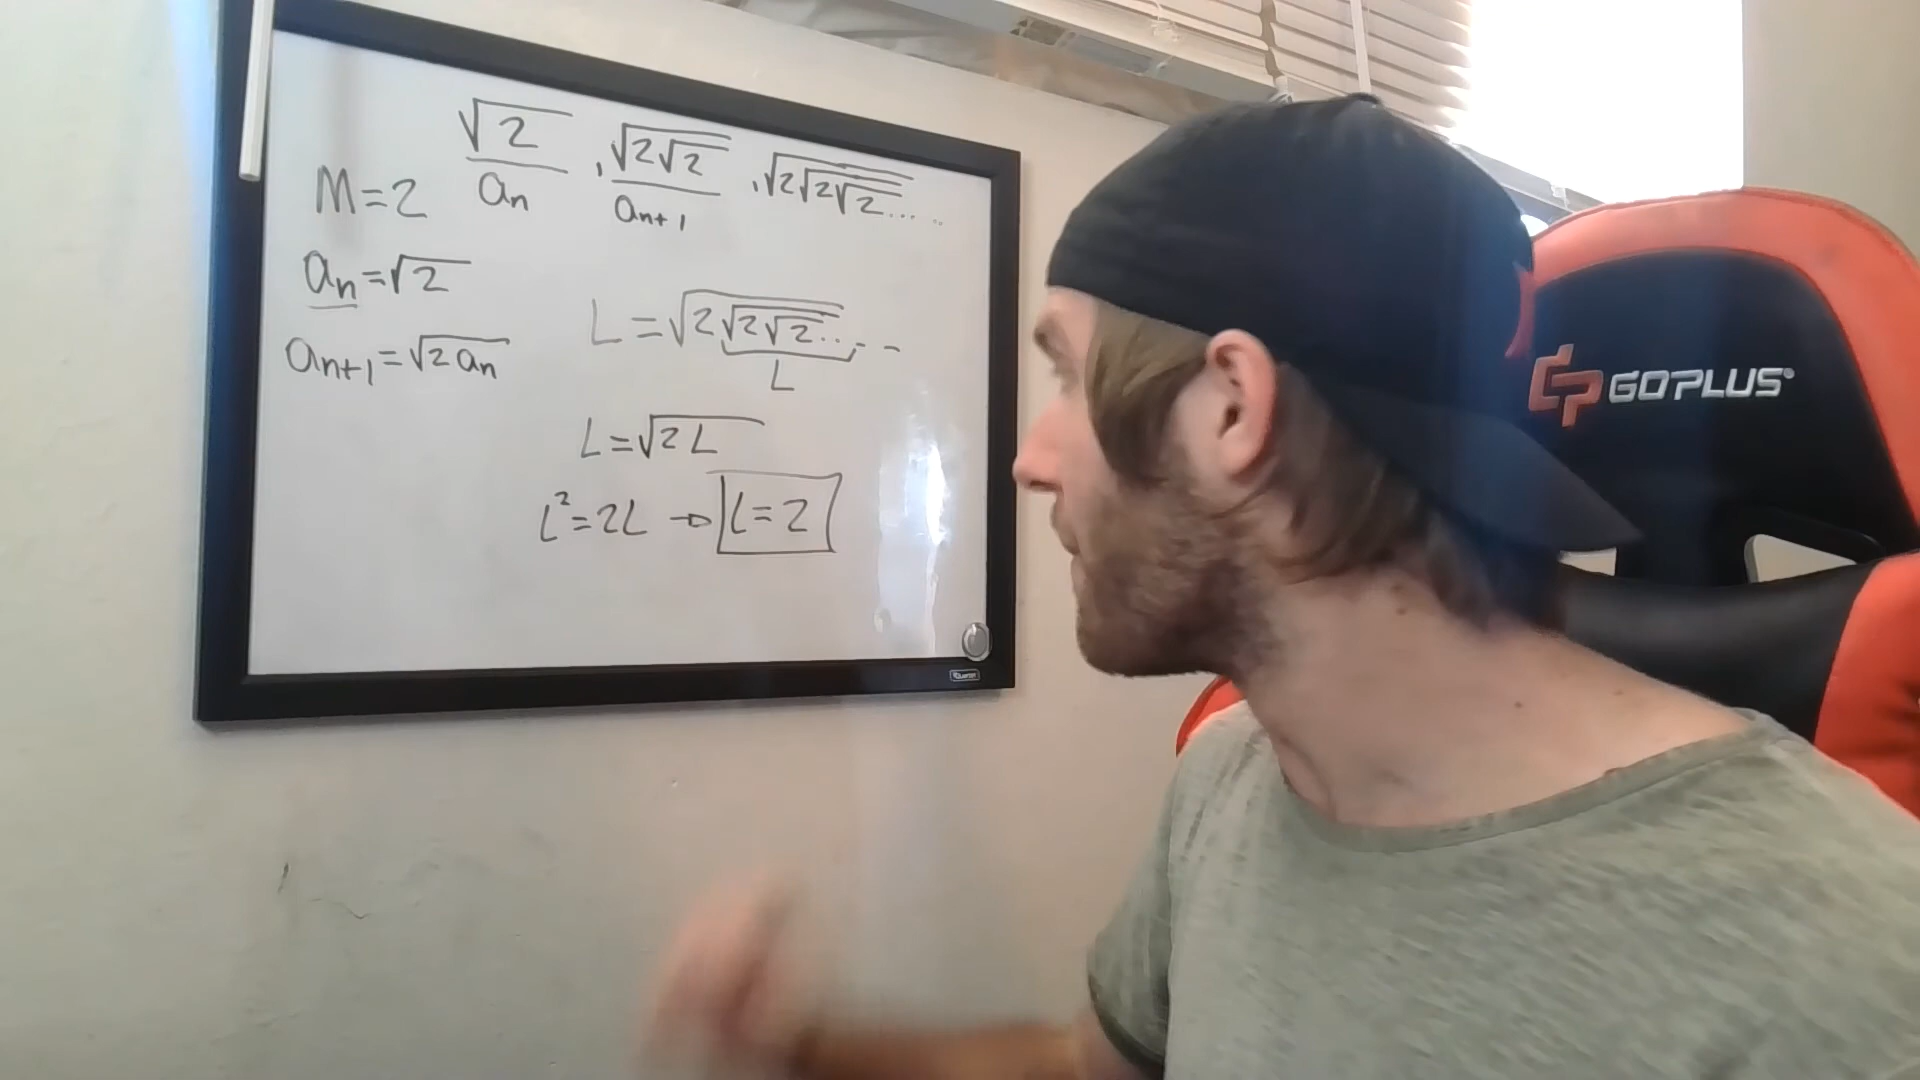 √2 , √2√2 , √2√2√2... ..
an an+1
M=2
an=√2
an+1=√2an
L=√2√2√2..--
L
L=√2L
L²=2L → L=2
GOPLUS®